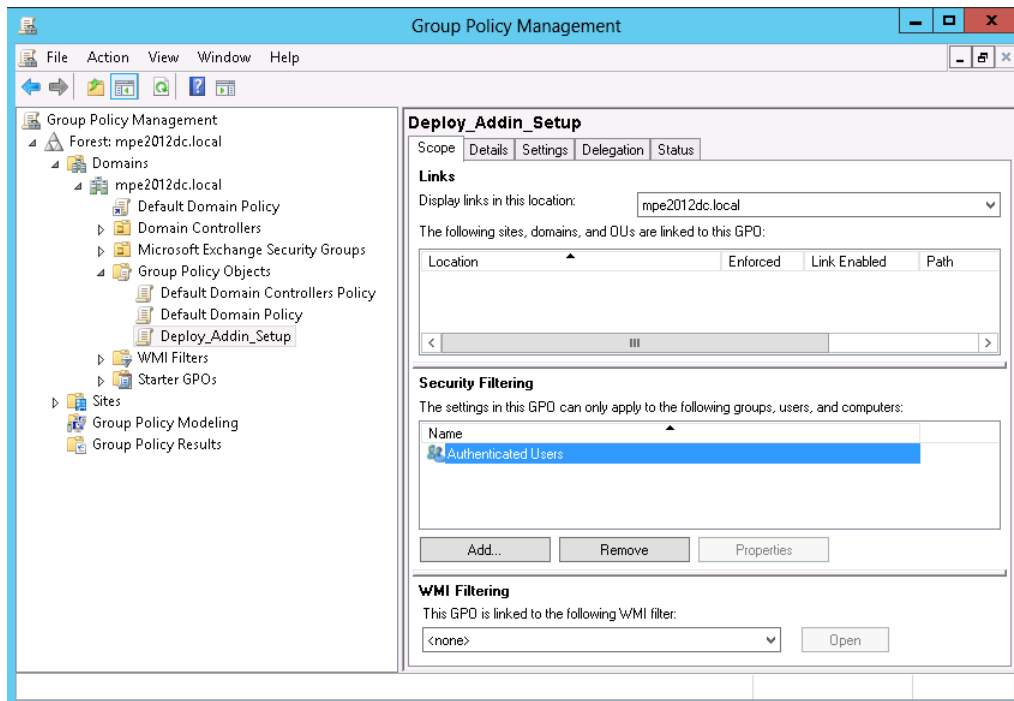 Group Policy Management
File Action View Window Help
Group Policy Management
Forest: mpe2012dc.local
Domains
mpe2012dc.local
Default Domain Policy
Domain Controllers
Microsoft Exchange Security Groups
Group Policy Objects
Default Domain Controllers Policy
Default Domain Policy
Deploy_Addin_Setup
WMI Filters
Starter GPOs
Sites
Group Policy Modeling
Group Policy Results
Deploy_Addin_Setup
Scope Details Settings Delegation Status
Links
Display links in this location: mpe2012dc.local
The following sites, domains, and OUs are linked to this GPO:
Location Enforced Link Enabled Path
Security Filtering
The settings in this GPO can only apply to the following groups, users, and computers:
Name
Authenticated Users
Add... Remove Properties
WMI Filtering
This GPO is linked to the following WMI filter:
<none> Open